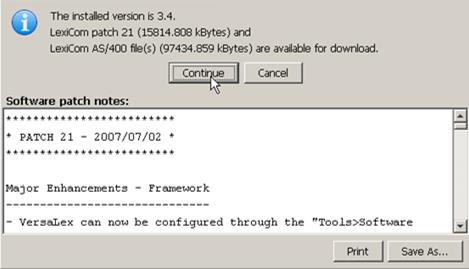 The installed version is 3.4.
LexiCom patch 21 (15814.808 kBytes) and
LexiCom AS/400 file(s) (97434.859 kBytes) are available for download.
Continue Cancel
Software patch notes:
*************************
* PATCH 21 - 2007/07/02 *
*************************
Major Enhancements - Framework
------------------------------
- VersaLex can now be configured through the "Tools>Software
Print Save As...